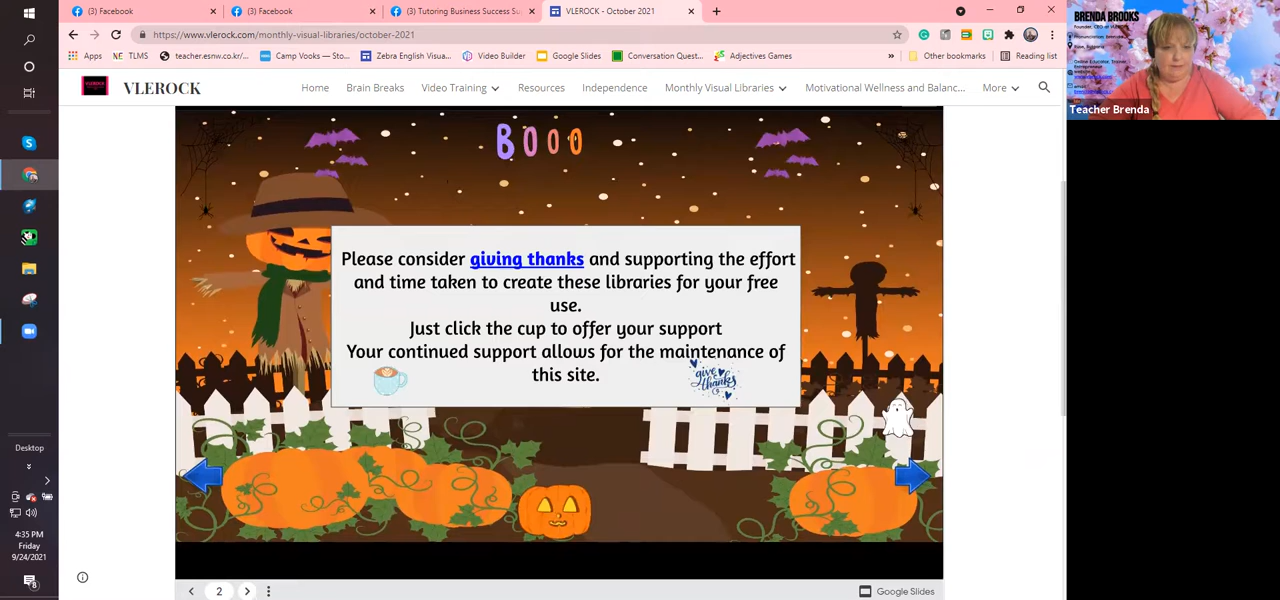 (3) Facebook
(3) Facebook
(3) Tutoring Business Success Su
VLEROCK - October 2021
https://www.vlerock.com/monthly-visual-libraries/october-2021
Apps
TLMS
teacher.esnw.co.kr/...
Camp Vooks — Sto...
Zebra English Visua...
Video Builder
Google Slides
Conversation Quest...
Adjectives Game
»
Other bookmarks
Reading list
BRENDA BROOKS
Teacher Brenda
VLEROCK
Home
Brain Breaks
Video Training
Resources
Independence
Monthly Visual Libraries
Motivational Wellness and Balanc...
More
BOOO
Please consider giving thanks and supporting the effort
and time taken to create these libraries for your free
use.
Just click the cup to offer your support
Your continued support allows for the maintenance of
this site.
give
thanks
2
Google Slides
Desktop
4:35 PM
Friday
9/24/2021